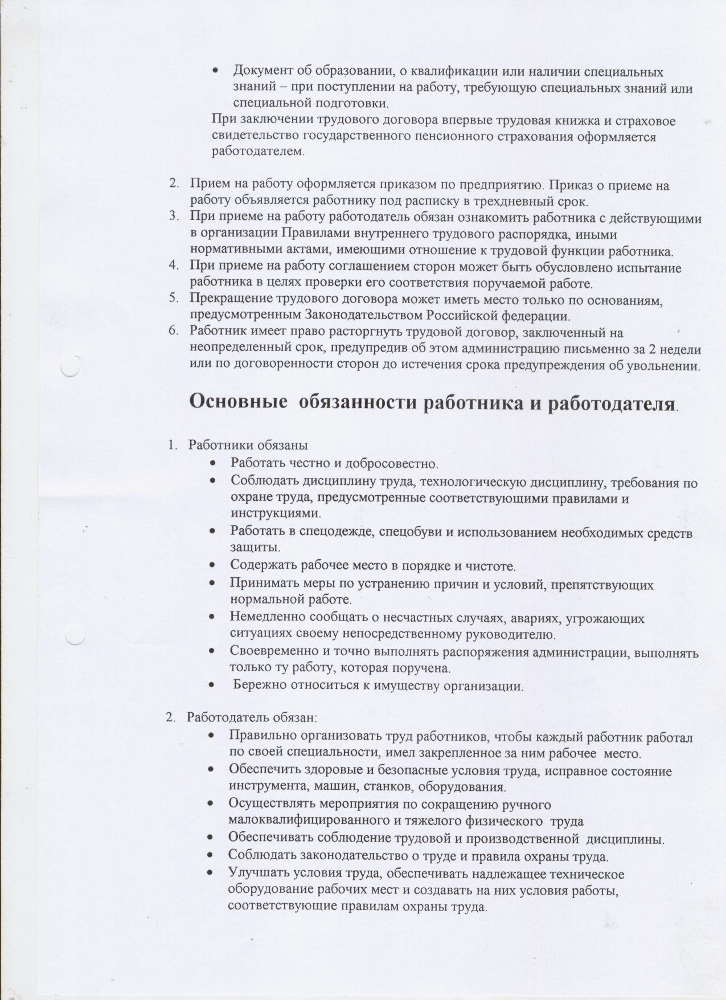 • Документ об образовании, о квалификации или наличии специальных
знаний – при поступлении на работу, требующую специальных знаний или
специальной подготовки.
При заключении трудового договора впервые трудовая книжка и страховое
свидетельство государственного пенсионного страхования оформляется
работодателем.
2. Прием на работу оформляется приказом по предприятию. Приказ о приеме на
работу объявляется работнику под расписку в трехдневный срок.
3. При приеме на работу работодатель обязан ознакомить работника с действующими
в организации Правилами внутреннего трудового распорядка, иными
нормативными актами, имеющими отношение к трудовой функции работника.
4. При приеме на работу соглашением сторон может быть обусловлено испытание
работника в целях проверки его соответствия поручаемой работе.
5. Прекращение трудового договора может иметь место только по основаниям,
предусмотренным Законодательством Российской федерации.
6. Работник имеет право расторгнуть трудовой договор, заключенный на
неопределенный срок, предупредив об этом администрацию письменно за 2 недели
или по договоренности сторон до истечения срока предупреждения об увольнении.
Основные обязанности работника и работодателя.
1. Работники обязаны
• Работать честно и добросовестно.
• Соблюдать дисциплину труда, технологическую дисциплину, требования по
охране труда, предусмотренные соответствующими правилами и
инструкциями.
• Работать в спецодежде, спецобуви и использованием необходимых средств
защиты.
• Содержать рабочее место в порядке и чистоте.
• Принимать меры по устранению причин и условий, препятствующих
нормальной работе.
• Немедленно сообщать о несчастных случаях, авариях, угрожающих
ситуациях своему непосредственному руководителю.
• Своевременно и точно выполнять распоряжения администрации, выполнять
только ту работу, которая поручена.
• Бережно относиться к имуществу организации.
2. Работодатель обязан:
• Правильно организовать труд работников, чтобы каждый работник работал
по своей специальности, имел закрепленное за ним рабочее место.
• Обеспечить здоровые и безопасные условия труда, исправное состояние
инструмента, машин, станков, оборудования.
• Осуществлять мероприятия по сокращению ручного
малоквалифицированного и тяжелого физического труда
• Обеспечивать соблюдение трудовой и производственной дисциплины.
• Соблюдать законодательство о труде и правила охраны труда.
• Улучшать условия труда, обеспечивать надлежащее техническое
оборудование рабочих мест и создавать на них условия работы,
соответствующие правилам охраны труда.